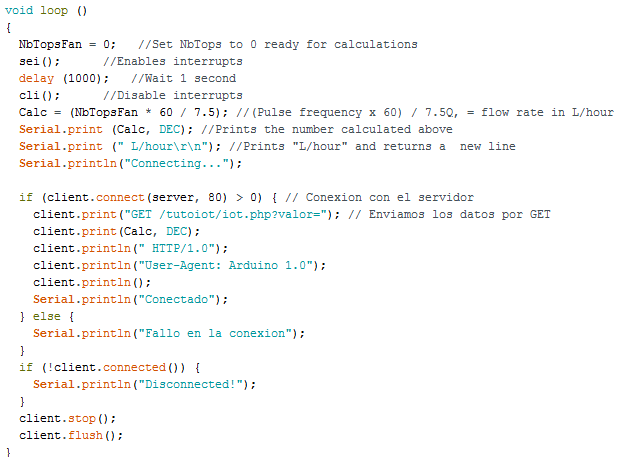 void loop ()
{
  NbTopsFan = 0;   //Set NbTops to 0 ready for calculations
  sei();      //Enables interrupts
  delay (1000);   //Wait 1 second
  cli();      //Disable interrupts
  Calc = (NbTopsFan * 60 / 7.5); //(Pulse frequency x 60) / 7.5Q, = flow rate in L/hour
  Serial.print (Calc, DEC); //Prints the number calculated above
  Serial.print (" L/hour\r\n"); //Prints "L/hour" and returns a  new line
  Serial.println("Connecting...");

  if (client.connect(server, 80) > 0) { // Conexion con el servidor
    client.print("GET /tutoiot/iot.php?valor="); // Enviamos los datos por GET
    client.print(Calc, DEC);
    client.println(" HTTP/1.0");
    client.println("User-Agent: Arduino 1.0");
    client.println();
    Serial.println("Conectado");
  } else {
    Serial.println("Fallo en la conexion");
  }
  if (!client.connected()) {
    Serial.println("Disconnected!");
  }
  client.stop();
  client.flush();
}